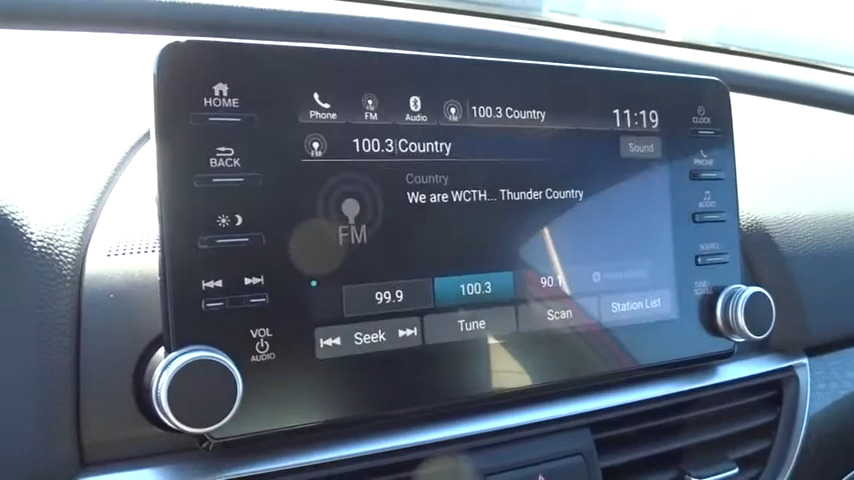 HOME
BACK
VOL
AUDIO
Phone
FM
Audio
FM
100.3 Country
11:19
FM
100.3 Country
Sound
Country
We are WCTH... Thunder Country
FM
99.9
100.3
90.1
Seek
Tune
Scan
Station List
CLOCK
PHONE
AUDIO
SOURCE
TUNE/
SCROLL